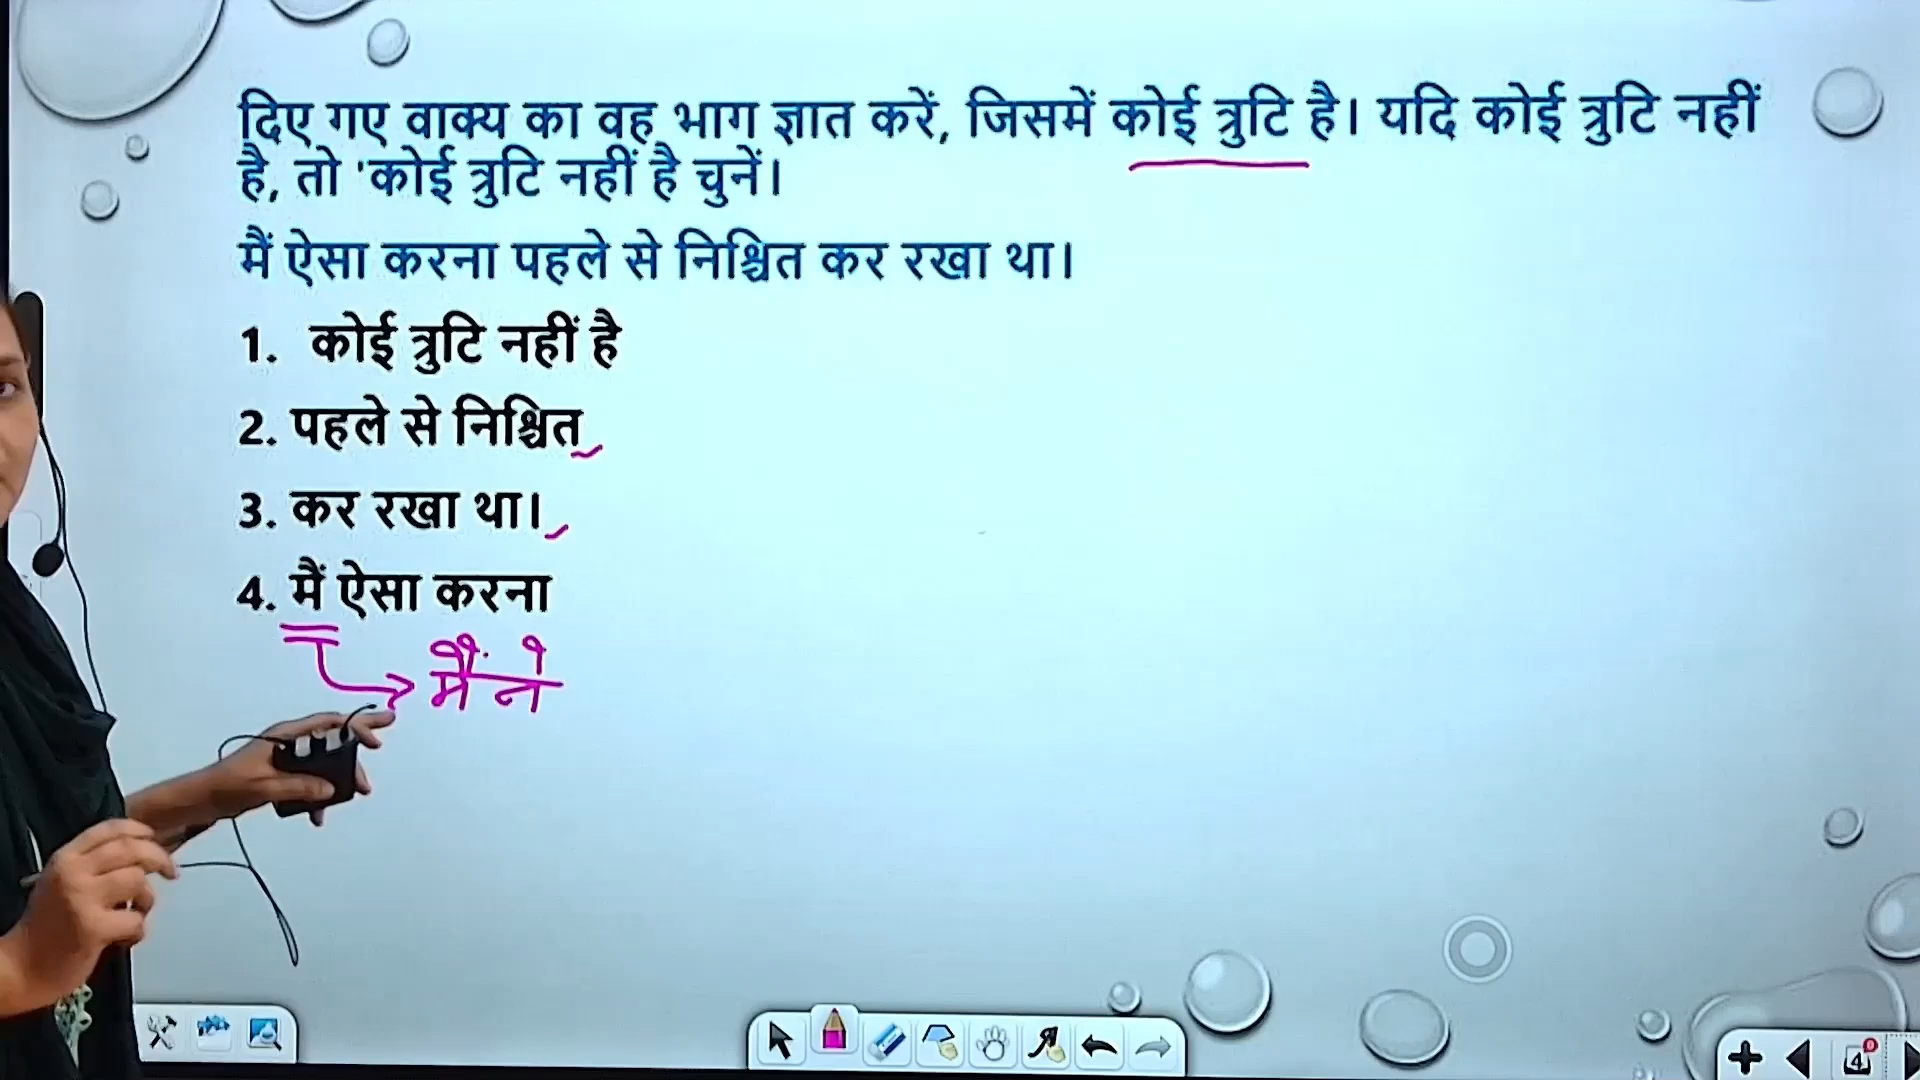 दिए गए वाक्य का वह भाग ज्ञात करें, जिसमें कोई त्रुटि है। यदि कोई त्रुटि नहीं
है, तो 'कोई त्रुटि नहीं है चुनें।
मैं ऐसा करना पहले से निश्चित कर रखा था।
1. कोई त्रुटि नहीं है
2. पहले से निश्चित
3. कर रखा था।
4. मैं ऐसा करना
मैंने
4